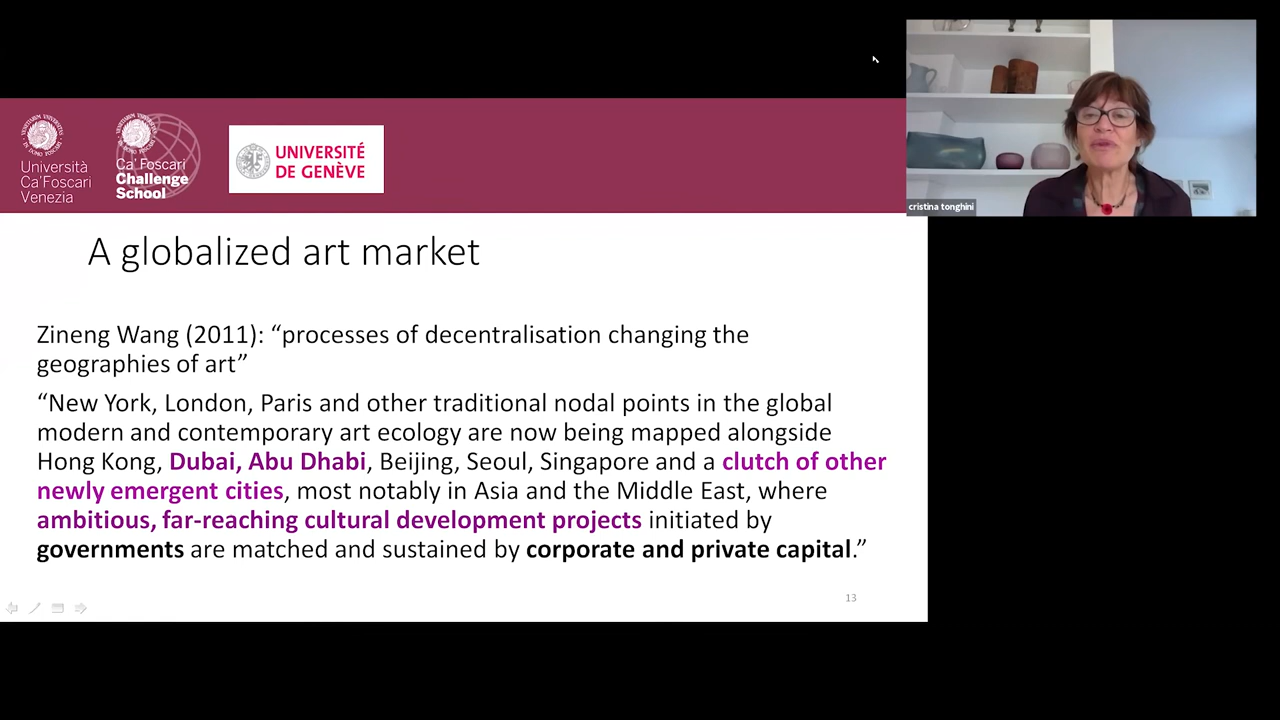 Università
Ca'Foscari
Venezia
Ca'Foscari
Challenge
School
UNIVERSITÉ
DE GENÈVE
cristina tonghini
A globalized art market
Zineng Wang (2011): “processes of decentralisation changing the
geographies of art”
“New York, London, Paris and other traditional nodal points in the global
modern and contemporary art ecology are now being mapped alongside
Hong Kong, Dubai, Abu Dhabi, Beijing, Seoul, Singapore and a clutch of other
newly emergent cities, most notably in Asia and the Middle East, where
ambitious, far-reaching cultural development projects initiated by
governments are matched and sustained by corporate and private capital.”
13